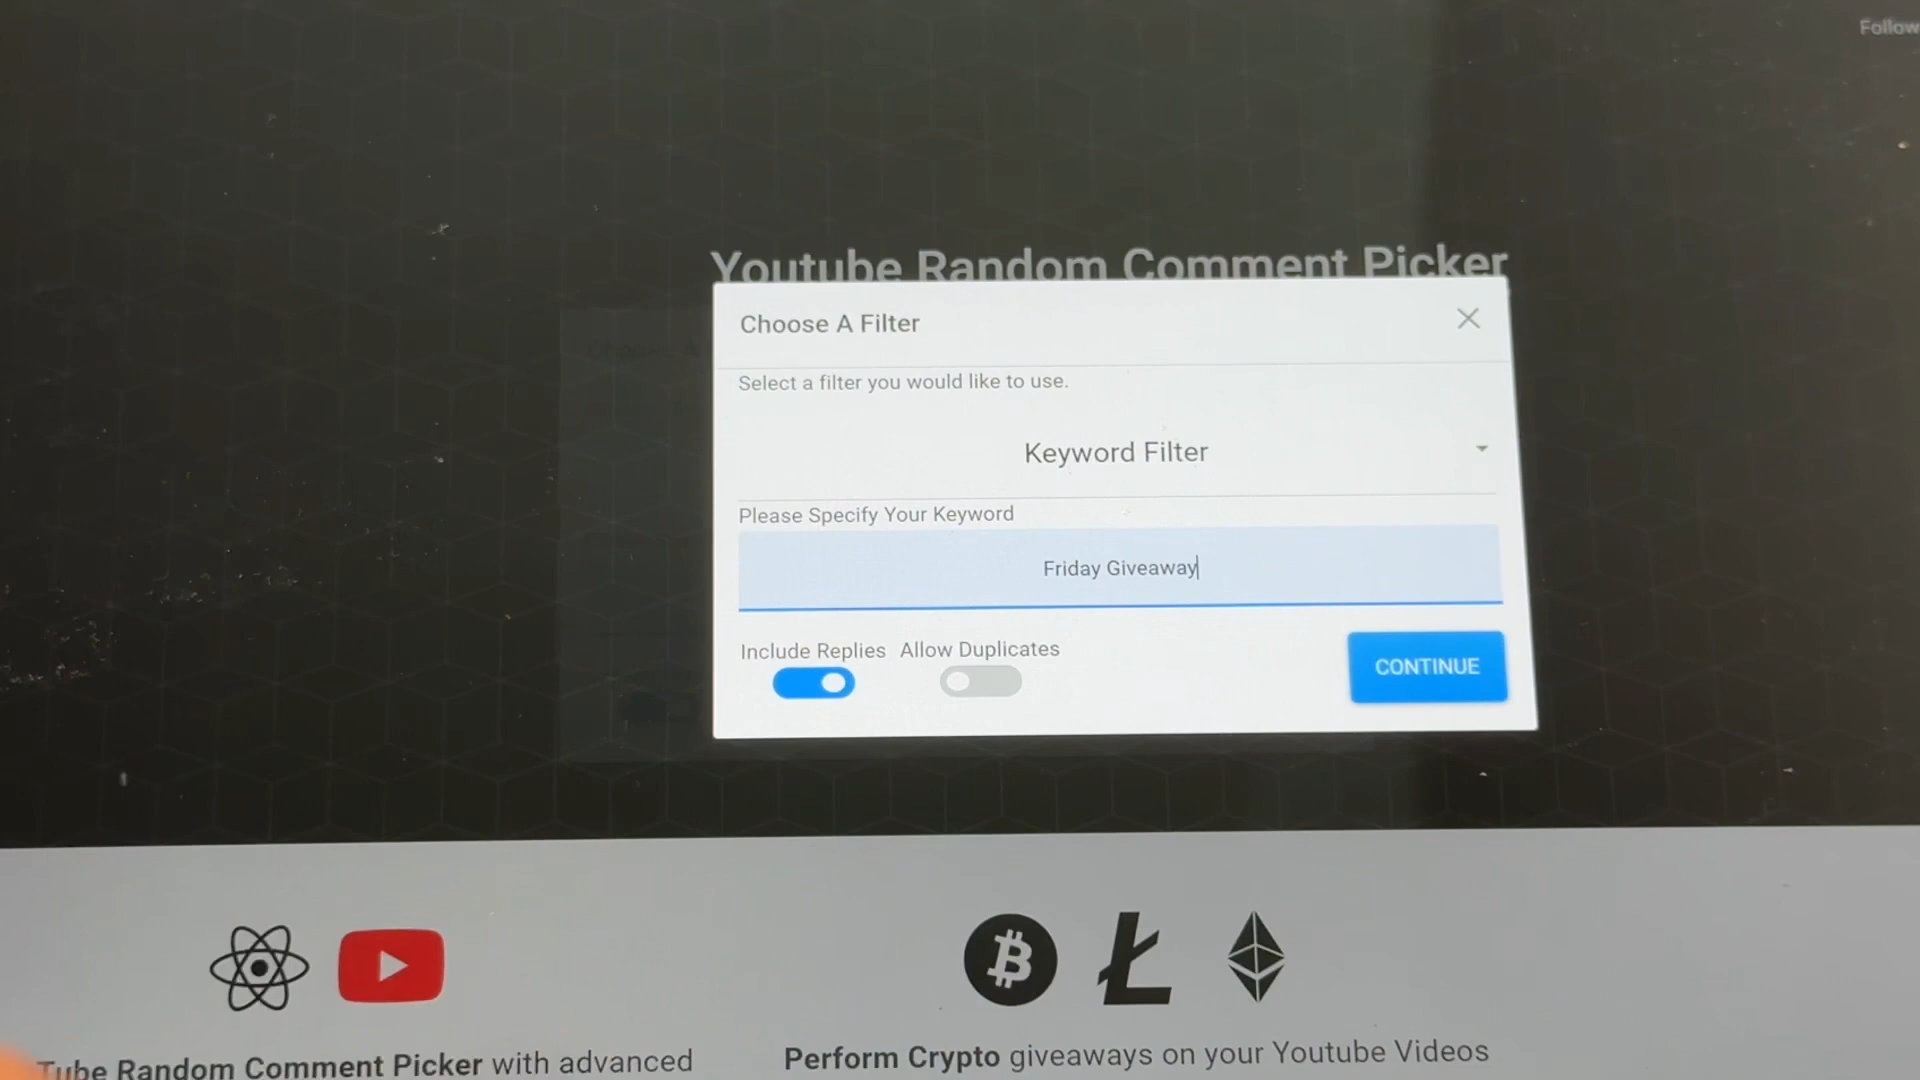 Follow
Youtube Random Comment Picker
Choose A Filter
Select a filter you would like to use.
Keyword Filter
Please Specify Your Keyword
Friday Giveaway
Include Replies Allow Duplicates
CONTINUE
Tube Random Comment Picker with advanced
Perform Crypto giveaways on your Youtube Videos